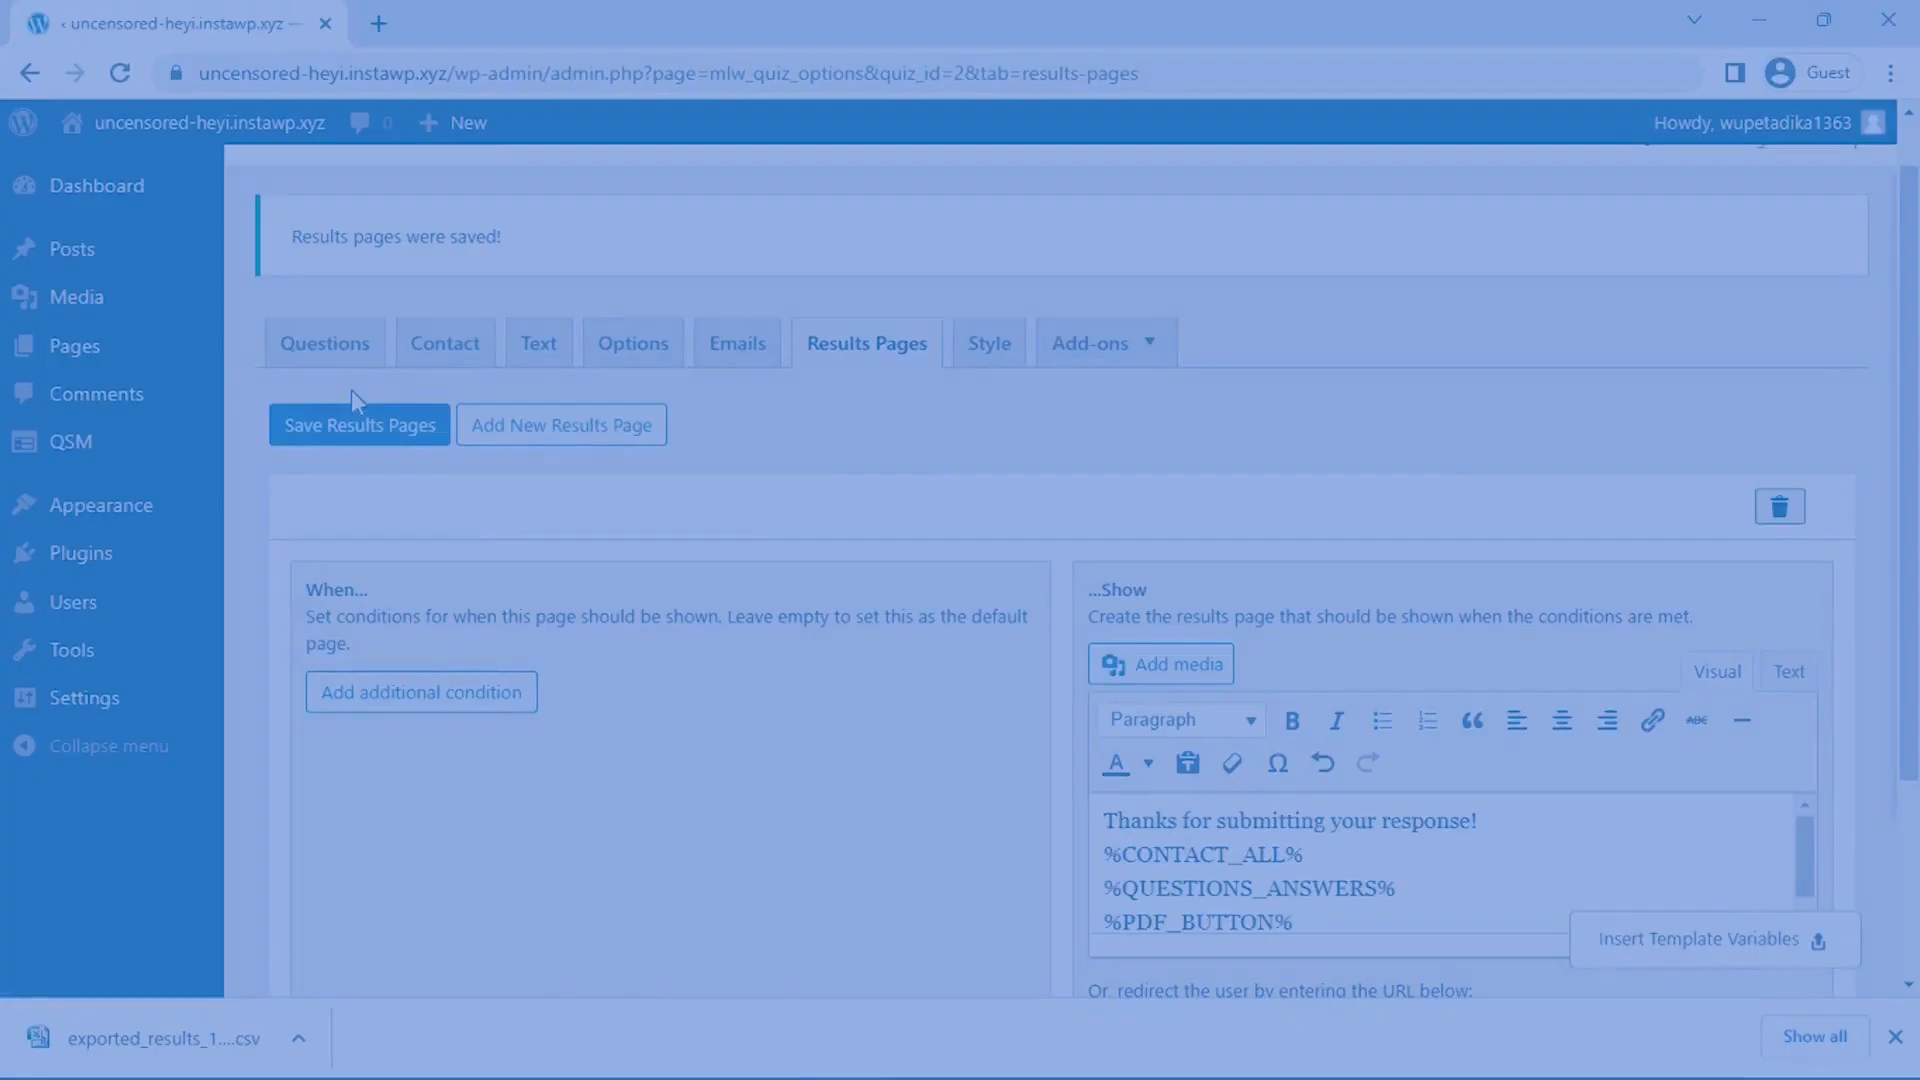 ‹ uncensored-heyi.instawp.xyz —
uncensored-heyi.instawp.xyz/wp-admin/admin.php?page=mlw_quiz_options&quiz_id=2&tab=results-pages
Guest
uncensored-heyi.instawp.xyz
0
New
Howdy, wupetadika1363
Dashboard
Posts
Media
Pages
Comments
QSM
Appearance
Plugins
Users
Tools
Settings
Collapse menu
Results pages were saved!
Questions
Contact
Text
Options
Emails
Results Pages
Style
Add-ons
Save Results Pages
Add New Results Page
When...
Set conditions for when this page should be shown. Leave empty to set this as the default
page.
Add additional condition
...Show
Create the results page that should be shown when the conditions are met.
Add media
Visual
Text
Paragraph
B
I
ABC
A
Ω
Thanks for submitting your response!
%CONTACT_ALL%
%QUESTIONS_ANSWERS%
%PDF_BUTTON%
Insert Template Variables
Or, redirect the user by entering the URL below:
exported_results_1....csv
Show all